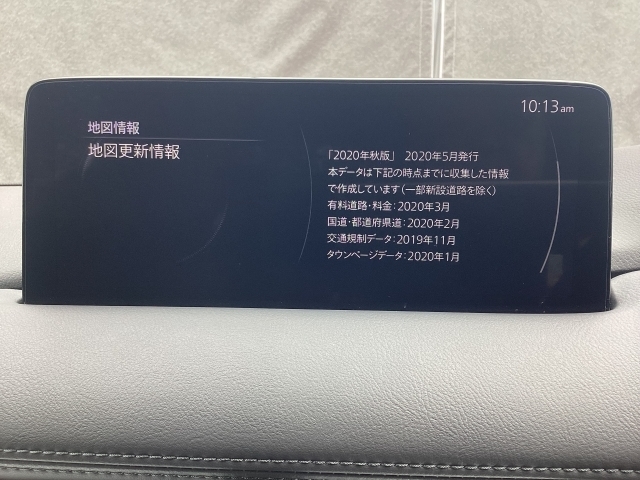 10:13am
地図情報
地図更新情報
「2020年秋版」 2020年5月発行
本データは下記の時点までに収集した情報
で作成しています(一部新設道路を除く)
有料道路・料金:2020年3月
国道・都道府県道:2020年2月
交通規制データ:2019年11月
タウンページデータ:2020年1月